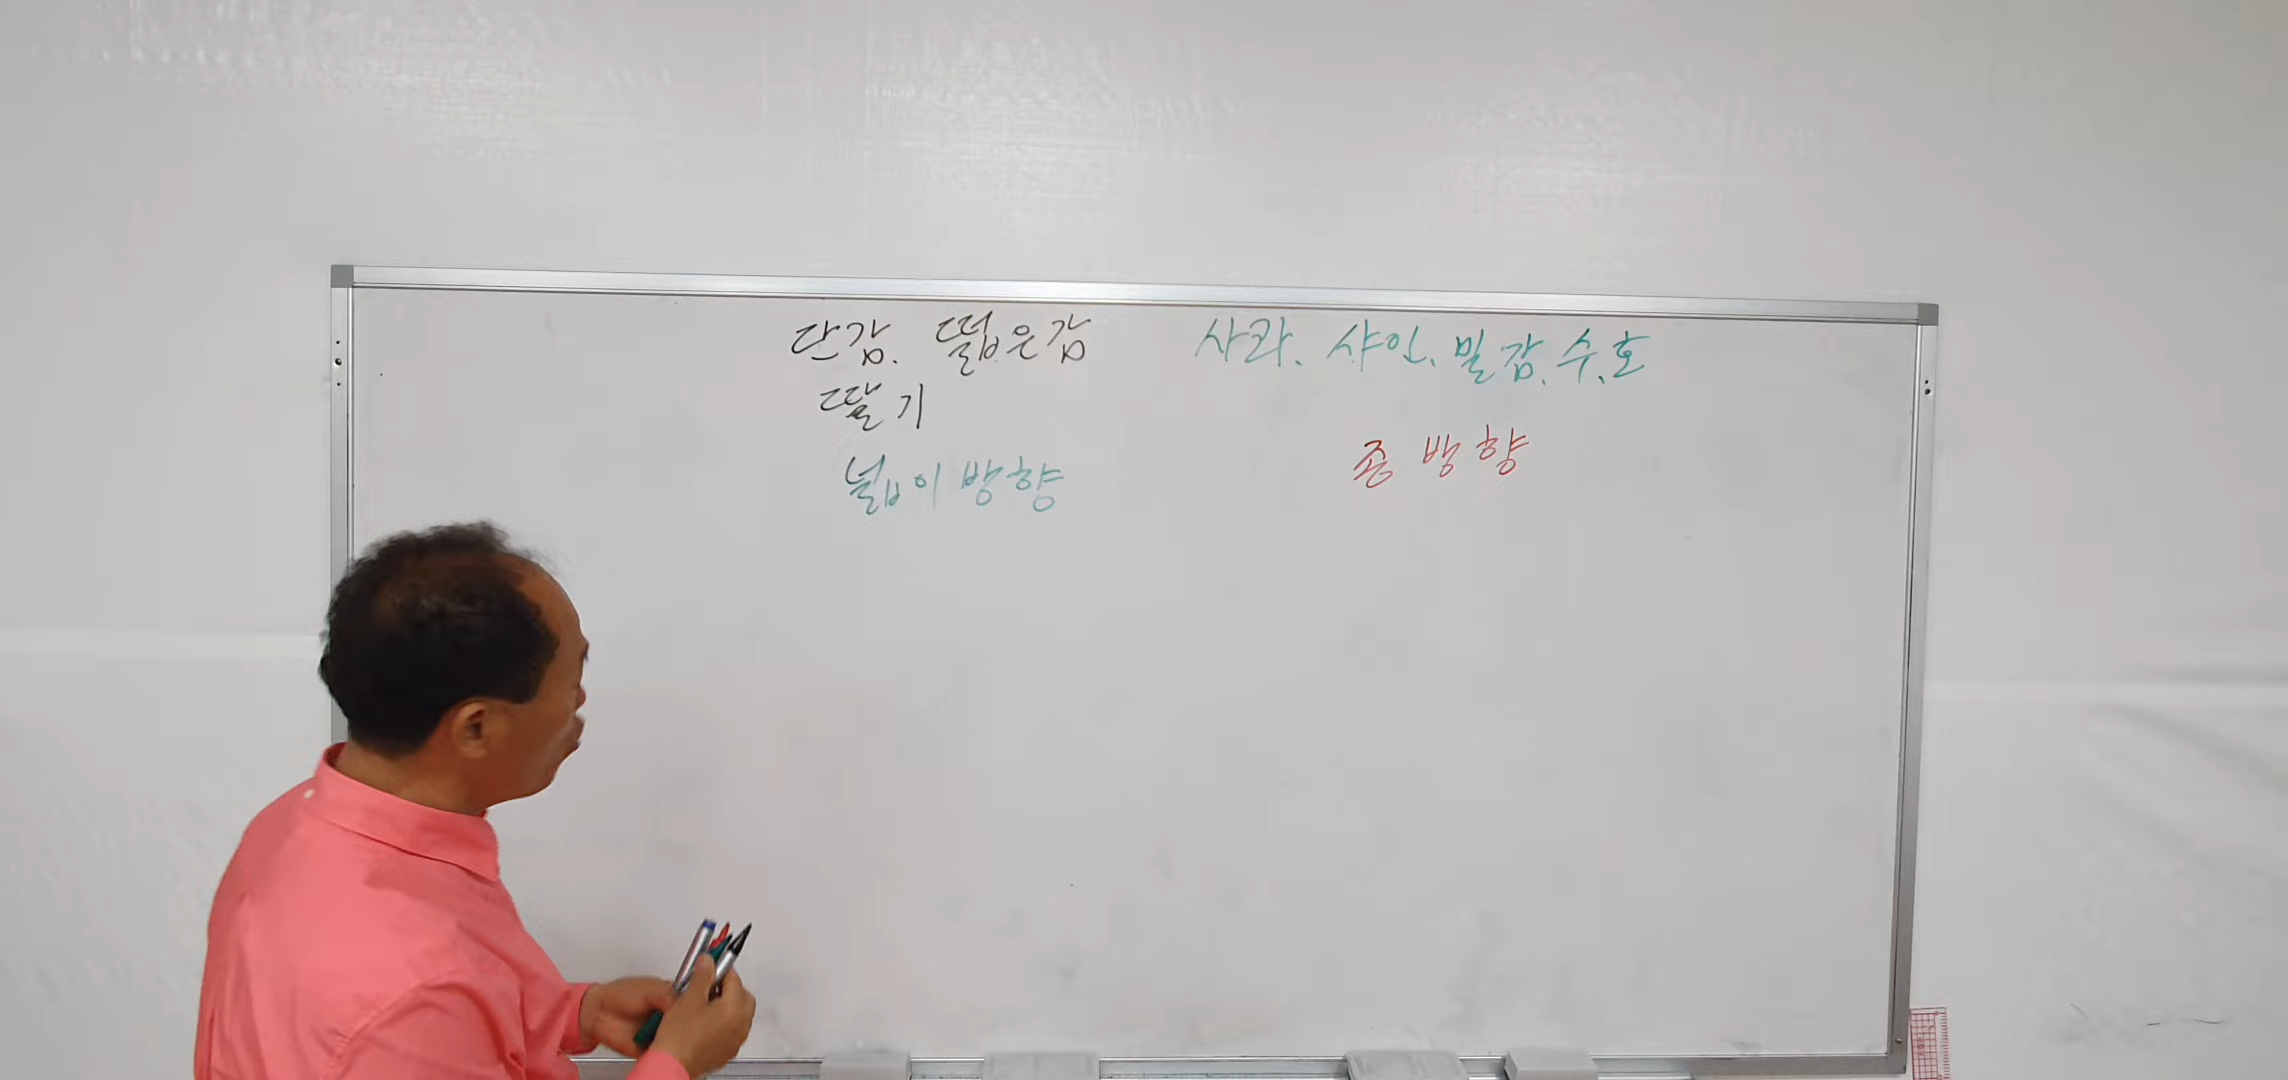 단감. 떫은감
딸기
넓이방향
사과. 샤인. 밀감. 수.호
종방향